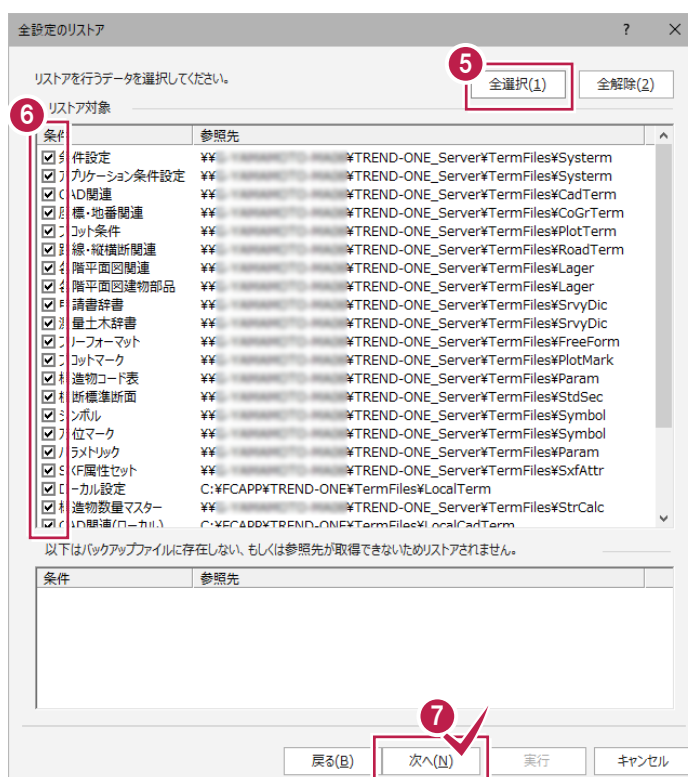 全設定のリストア ? ×
リストアを行うデータを選択してください。
5
全選択(1) 全解除(2)
6
リストア対象
条件 参照先
件設定 ¥¥ ¥TREND-ONE_Server¥TermFiles¥Systerm
プリケーション条件設定 ¥¥ ¥TREND-ONE_Server¥TermFiles¥Systerm
AD関連 ¥¥ ¥TREND-ONE_Server¥TermFiles¥CadTerm
標・地番関連 ¥¥ ¥TREND-ONE_Server¥TermFiles¥CoGrTerm
ロット条件 ¥¥ ¥TREND-ONE_Server¥TermFiles¥PlotTerm
線・縦横断関連 ¥¥ ¥TREND-ONE_Server¥TermFiles¥RoadTerm
階平面図関連 ¥¥ ¥TREND-ONE_Server¥TermFiles¥Lager
階平面図建物部品 ¥¥ ¥TREND-ONE_Server¥TermFiles¥Lager
請書辞書 ¥¥ ¥TREND-ONE_Server¥TermFiles¥SrvyDic
量土木辞書 ¥¥ ¥TREND-ONE_Server¥TermFiles¥SrvyDic
リーフォーマット ¥¥ ¥TREND-ONE_Server¥TermFiles¥FreeForm
ロットマーク ¥¥ ¥TREND-ONE_Server¥TermFiles¥PlotMark
造物コード表 ¥¥ ¥TREND-ONE_Server¥TermFiles¥Param
断標準断面 ¥¥ ¥TREND-ONE_Server¥TermFiles¥StdSec
シンボル ¥¥ ¥TREND-ONE_Server¥TermFiles¥Symbol
位マーク ¥¥ ¥TREND-ONE_Server¥TermFiles¥Symbol
ラメトリック ¥¥ ¥TREND-ONE_Server¥TermFiles¥Param
SXF属性セット ¥¥ ¥TREND-ONE_Server¥TermFiles¥SxfAttr
ーカル設定 C:¥FCAPP¥TREND-ONE¥TermFiles¥LocalTerm
造物数量マスター ¥¥ ¥TREND-ONE_Server¥TermFiles¥StrCalc
CAD関連(ローカル) C:¥FCAPP¥TREND-ONE¥TermFiles¥LocalCadTerm
以下はバックアップファイルに存在しない、もしくは参照先が取得できないためリストアされません。
条件 参照先
7
戻る(B) 次へ(N) 実行 キャンセル